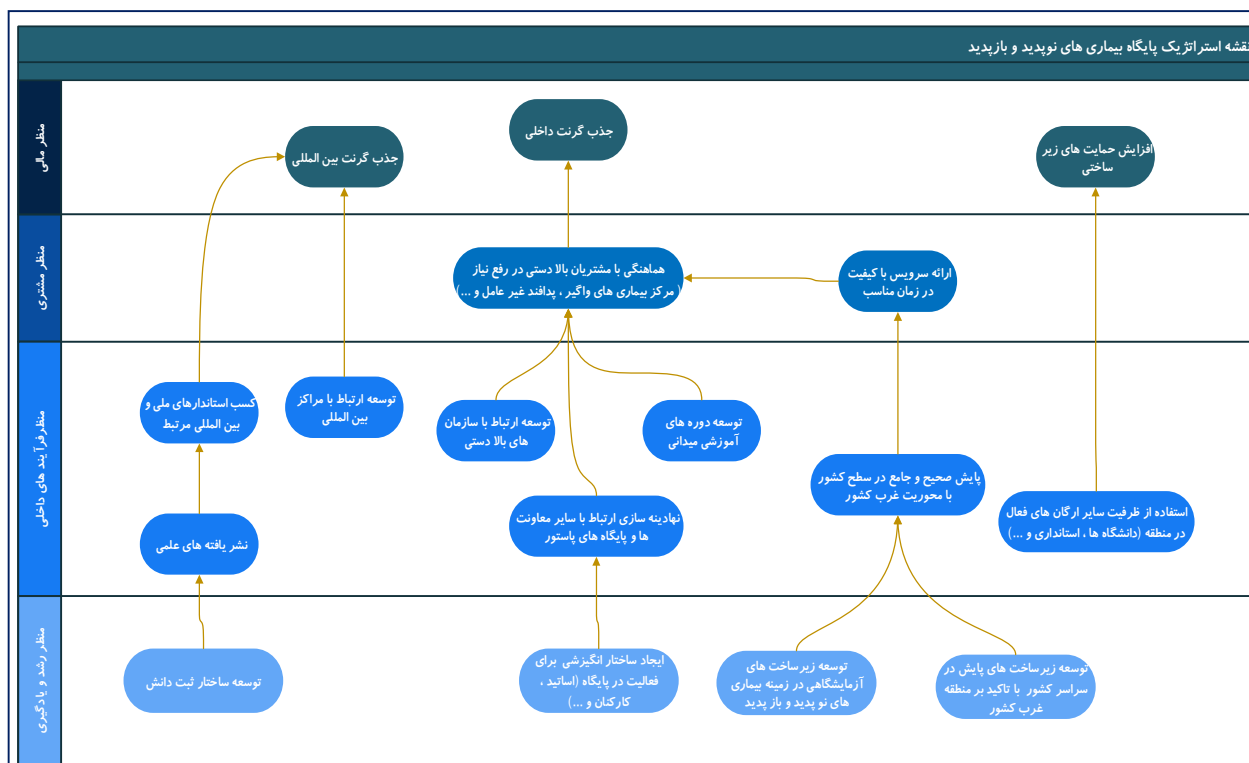 نقشه استراتژیک پایگاه بیماری های نوپدید و بازپدید
منظر مالی
افزایش حمایت های زیر
ساختی
جذب گرنت داخلی
جذب گرنت بین المللی
منظر مشتری
ارائه سرویس با کیفیت
در زمان مناسب
هماهنگی با مشتریان بالا دستی در رفع نیاز
( مرکز بیماری های واگیر ، پدافند غیر عامل و ...)
منظرفرآیند های داخلی
استفاده از ظرفیت سایر ارگان های فعال
در منطقه (دانشگاه ها ، استانداری و ...)
پایش صحیح و جامع در سطح کشور
با محوریت غرب کشور
توسعه دوره های
آموزشی میدانی
توسعه ارتباط با سازمان
های بالا دستی
نهادینه سازی ارتباط با سایر معاونت
ها و پایگاه های پاستور
توسعه ارتباط با مراکز
بین المللی
کسب استاندارهای ملی و
بین المللی مرتبط
نشر یافته های علمی
منظر رشد و یادگیری
توسعه زیرساخت های پایش در
سراسر کشور با تاکید بر منطقه
غرب کشور
توسعه زیرساخت های
آزمایشگاهی در زمینه بیماری
های نو پدید و باز پدید
ایجاد ساختار انگیزشی برای
فعالیت در پایگاه (اساتید ،
کارکنان و ...)
توسعه ساختار ثبت دانش